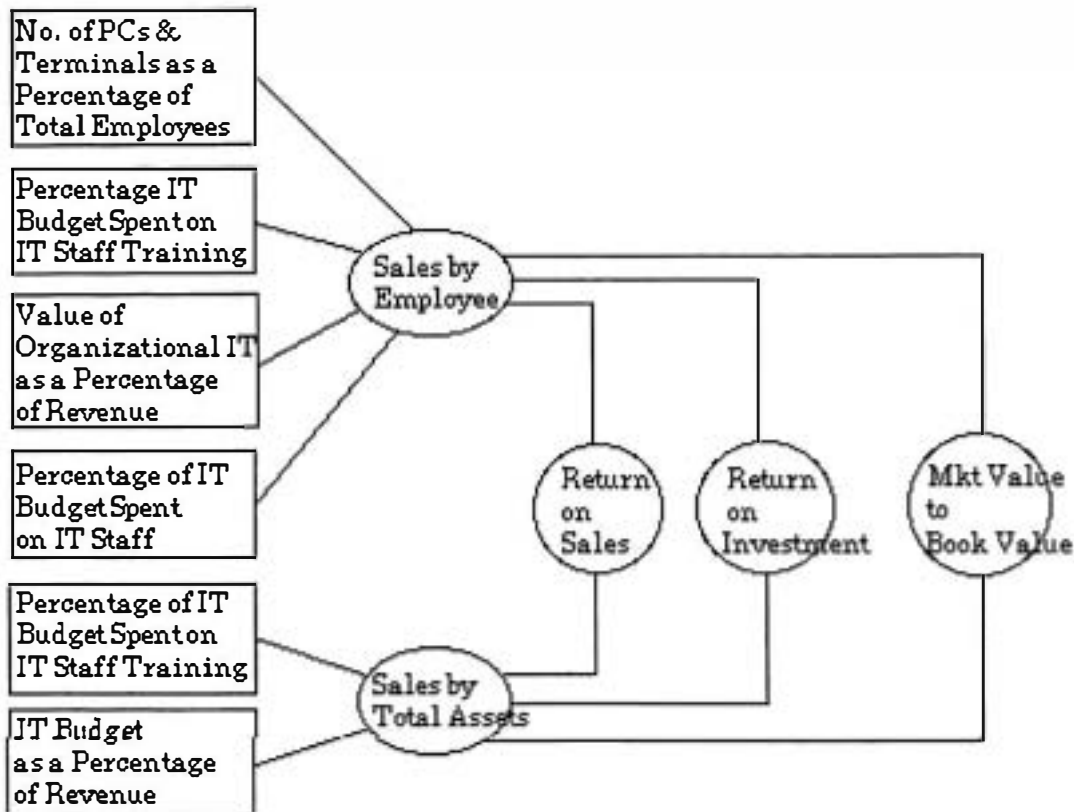 No. of PCs &
Terminals as a
Percentage of
Total Employees
Percentage IT
Budget Spent on
IT Staff Training
Value of
Organizational IT
as a Percentage
of Revenue
Percentage of IT
Budget Spent
on IT Staff
Percentage of IT
Budget Spent on
IT Staff Training
IT Budget
as a Percentage
of Revenue
Sales by
Employee
Sales by
Total Assets
Return
on
Sales
Return
on
Investment
Mkt Value
to
Book Value